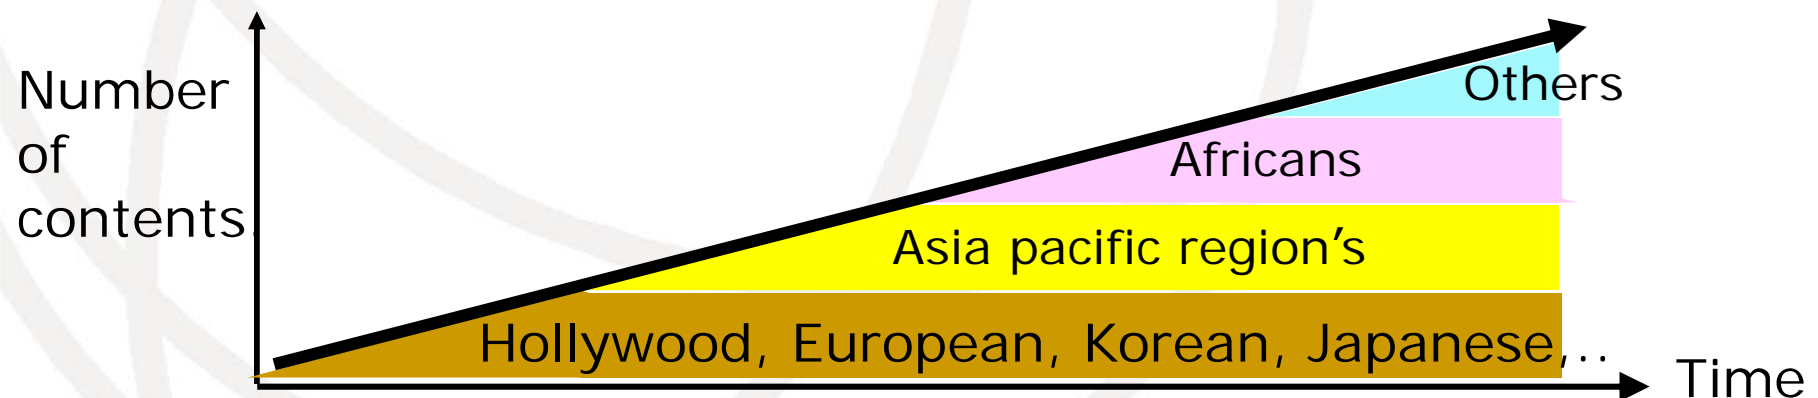 Number
of
contents.
Others
Africans
Asia pacific region’s
Hollywood, European, Korean, Japanese,..
Time